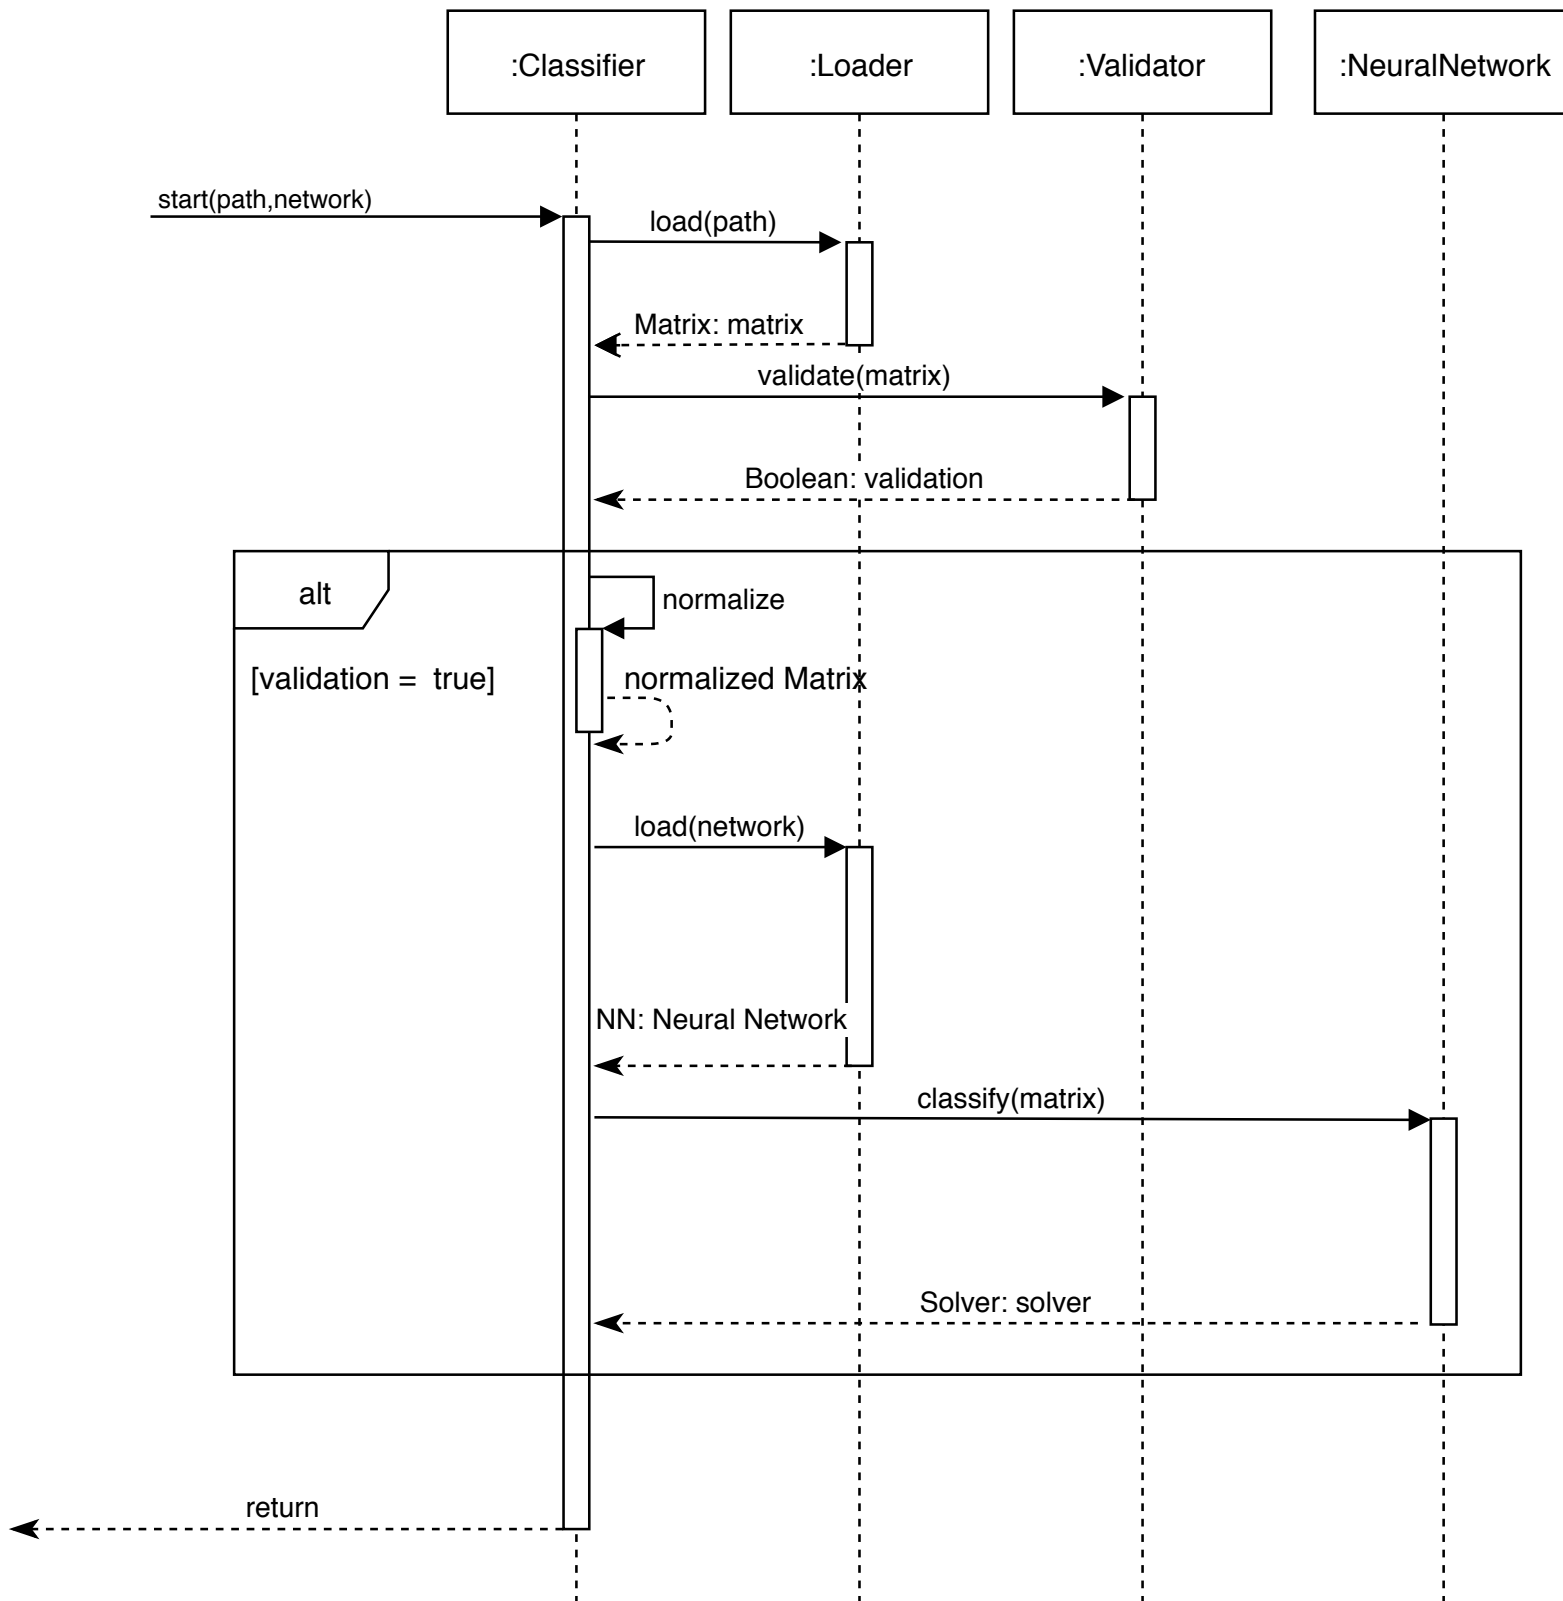 :Classifier
:Loader
:Validator
:NeuralNetwork
start(path,network)
load(path)
Matrix: matrix
validate(matrix)
Boolean: validation
alt
normalize
[validation =  true]
normalized Matrix
load(network)
NN: Neural Network
classify(matrix)
Solver: solver
return